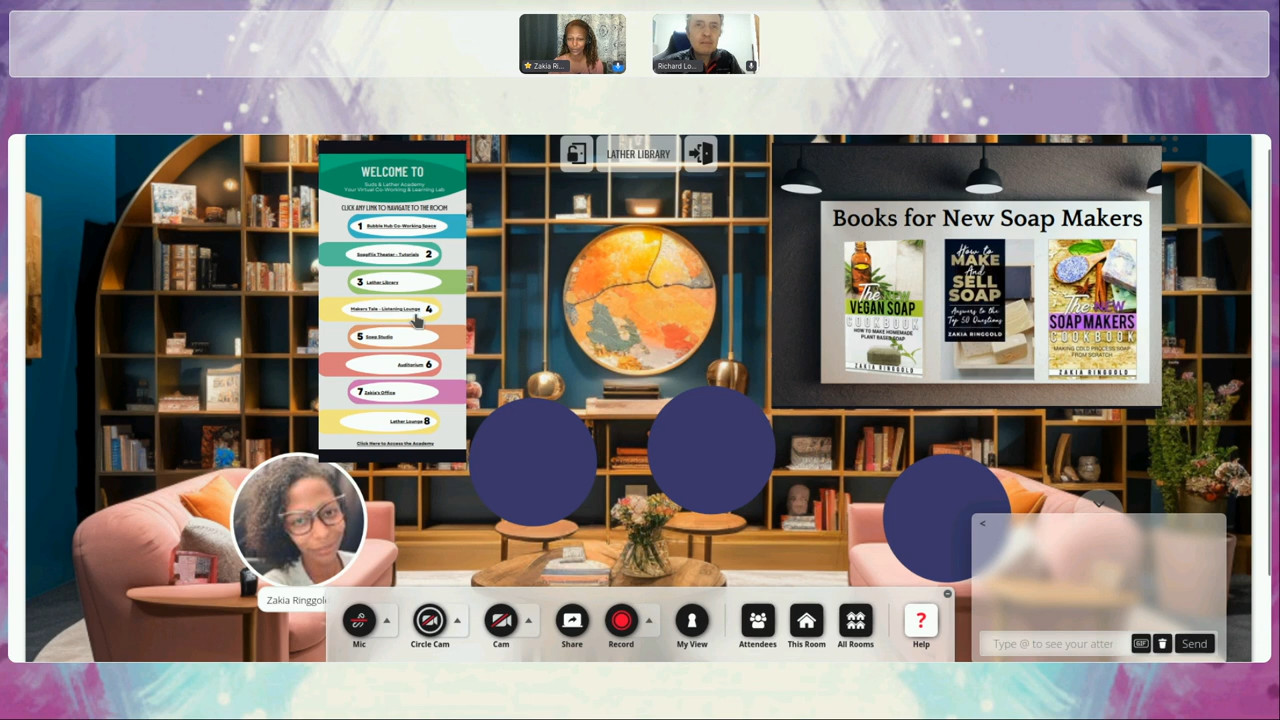 Zakia Ri...
Richard Lo...
LATHER LIBRARY
WELCOME TO
Suds & Lather Academy
Your Virtual Co-Working & Learning Lab
CLICK ANY LINK TO NAVIGATE TO THE ROOM
1 Bubble Hub Co-Working Space
SoapFlix Theater - Tutorials 2
3 Lather Library
Makers Tale - Listening Lounge 4
5 Soap Studio
Auditorium 6
7 Zakia's Office
Lather Lounge 8
Click Here to Access the Academy
Books for New Soap Makers
The
VEGAN SOAP
COOKBOOK
HOW TO MAKE HOMEMADE
PLANT BASED SOAP
How to
MAKE
And
SELL
SOAP
Answers to the
Top 50 Questions
ZAKIA RINGGOLD
The NEW
SOAP MAKERS
COOKBOOK
MAKING COLD PROCESS SOAP
FROM SCRATCH
ZAKIA RINGGOLD
Zakia Ringgol
<
Type @ to see your atter
GIF
Send
Mic
Circle Cam
Cam
Share
Record
My View
Attendees
This Room
All Rooms
?
Help